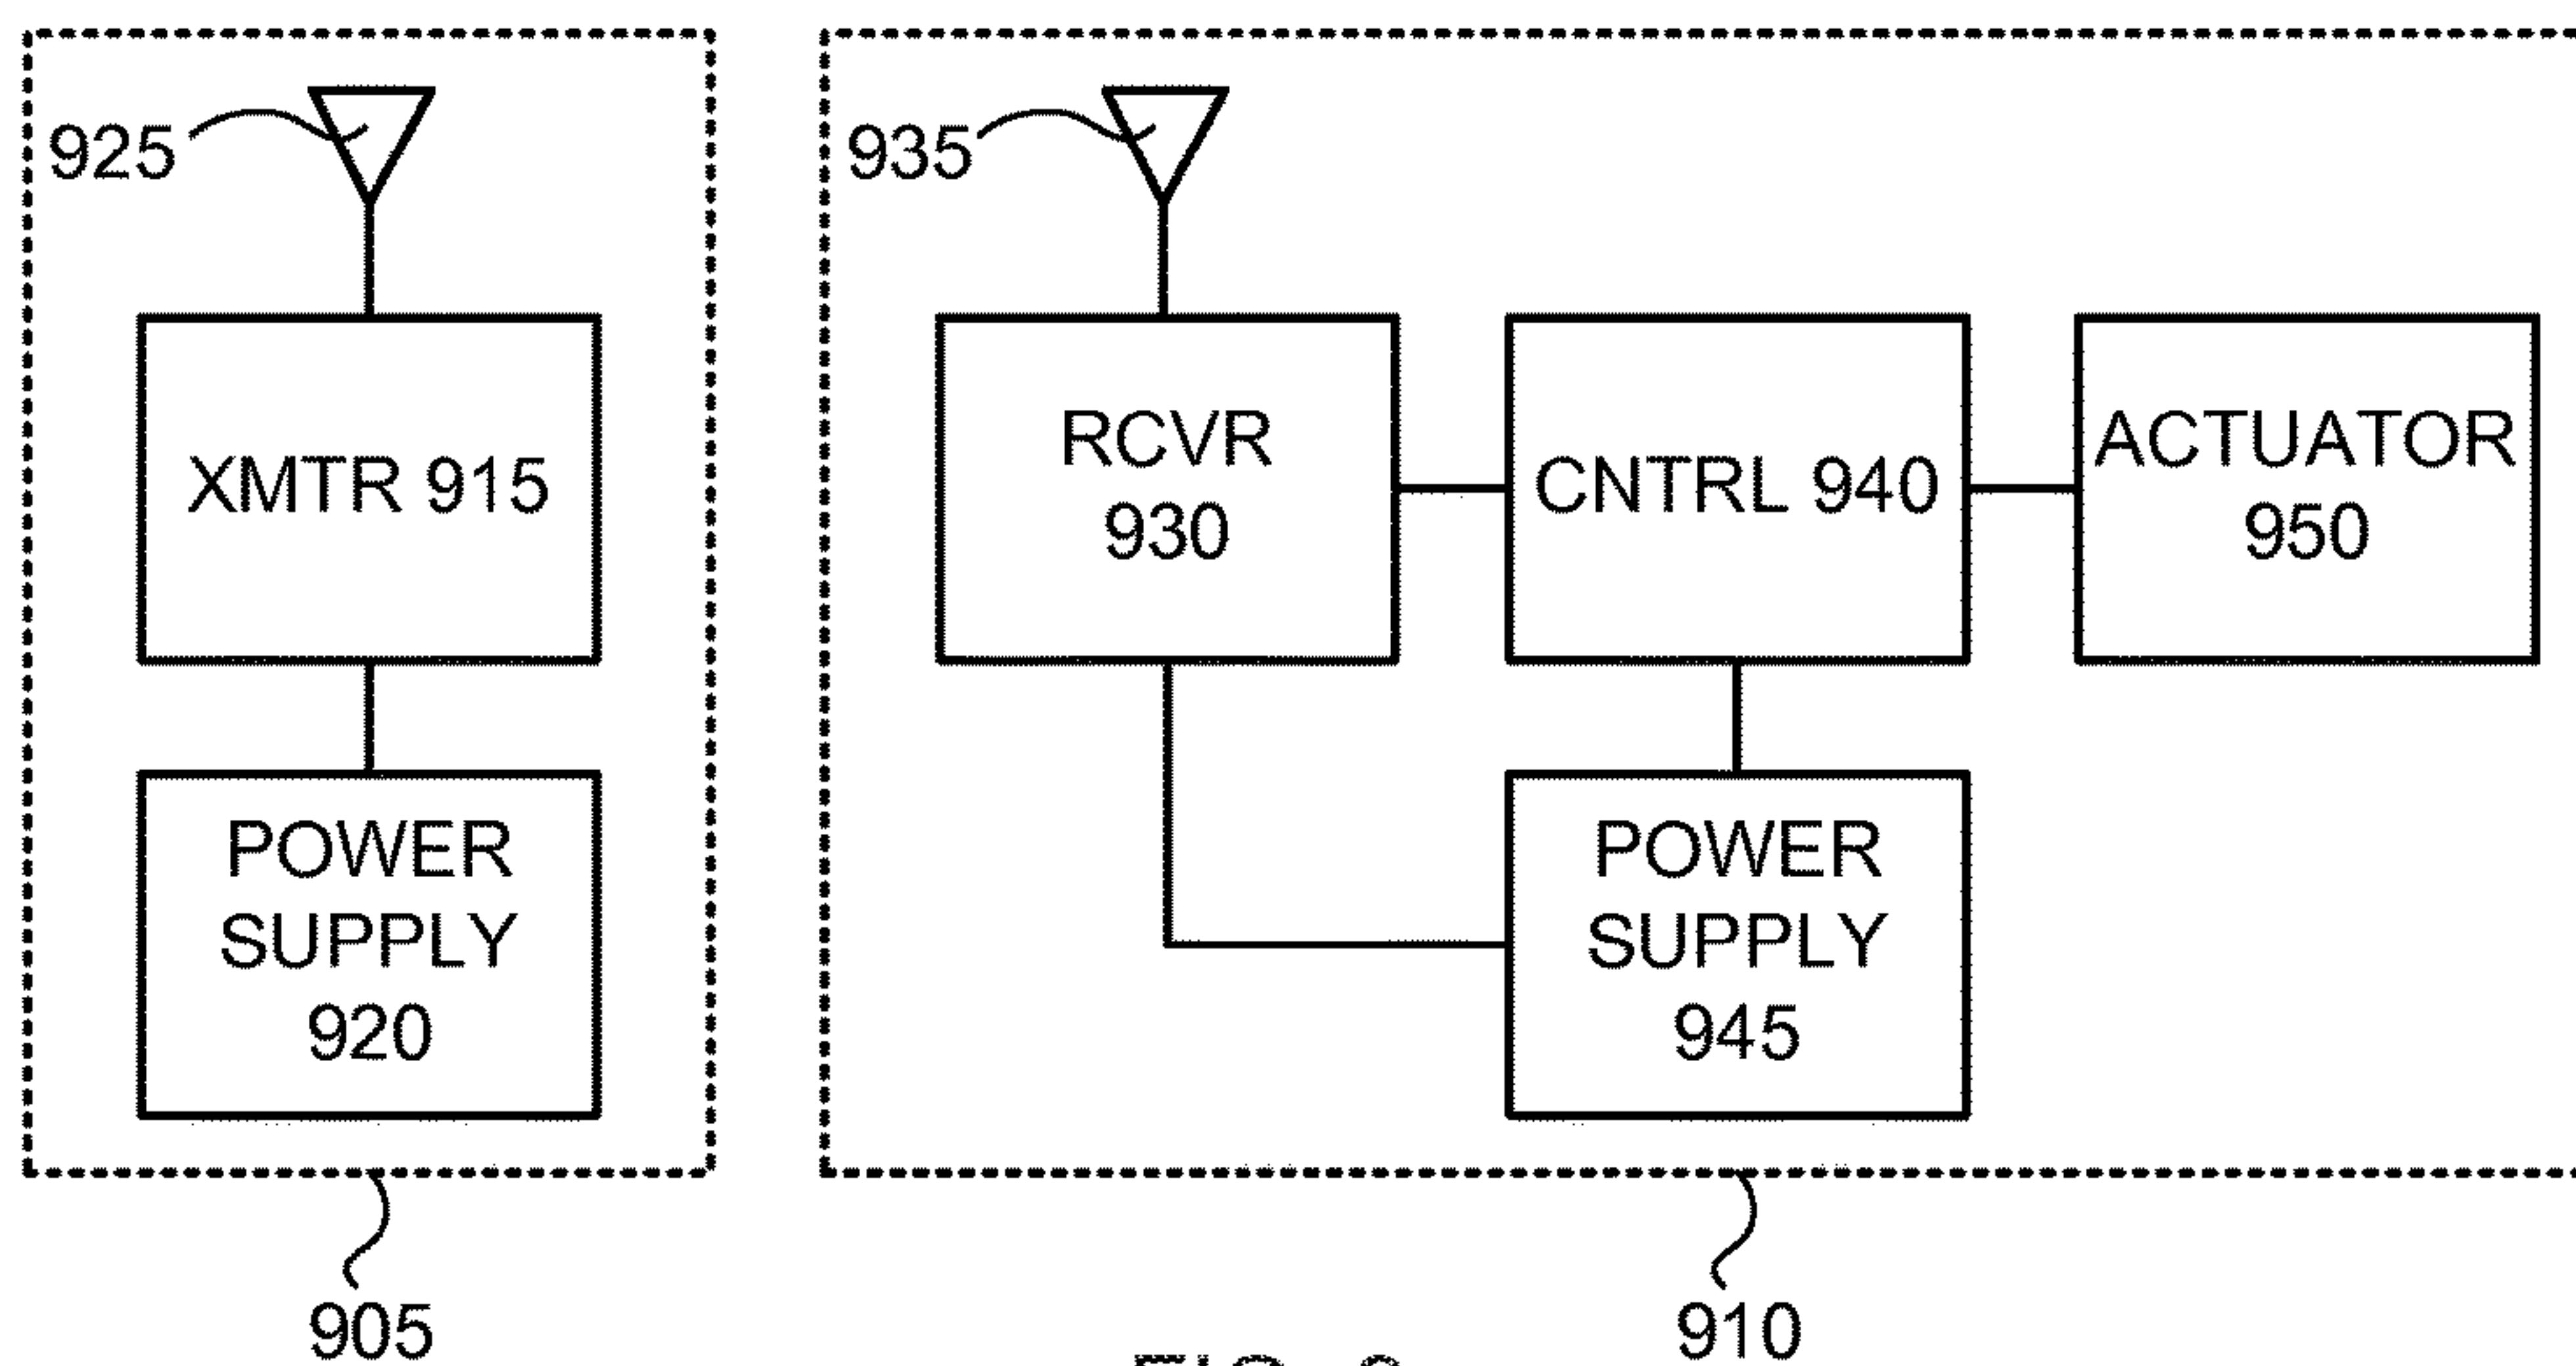 925
935
XMTR 915
RCVR
930
CNTRL 940
ACTUATOR
950
POWER
SUPPLY
920
POWER
SUPPLY
945
905
910